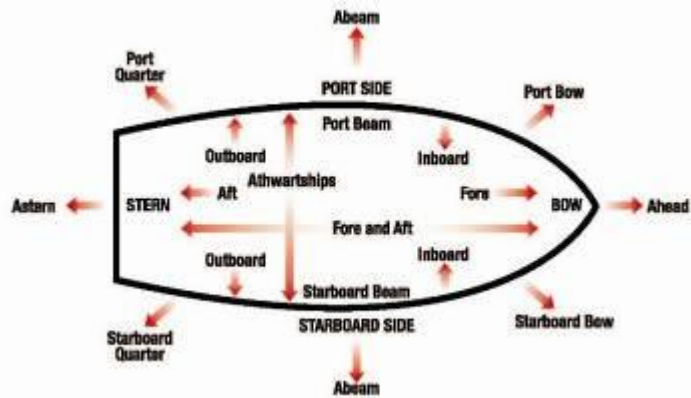 Abeam
Port
Quarter
PORT SIDE
Port Bow
Port Beam
Outboard
Inboard
Athwartships
Astern
STERN
Aft
Fore
BOW
Ahead
Fore and Aft
Outboard
Inboard
Starboard Beam
Starboard
Quarter
STARBOARD SIDE
Starboard Bow
Abeam